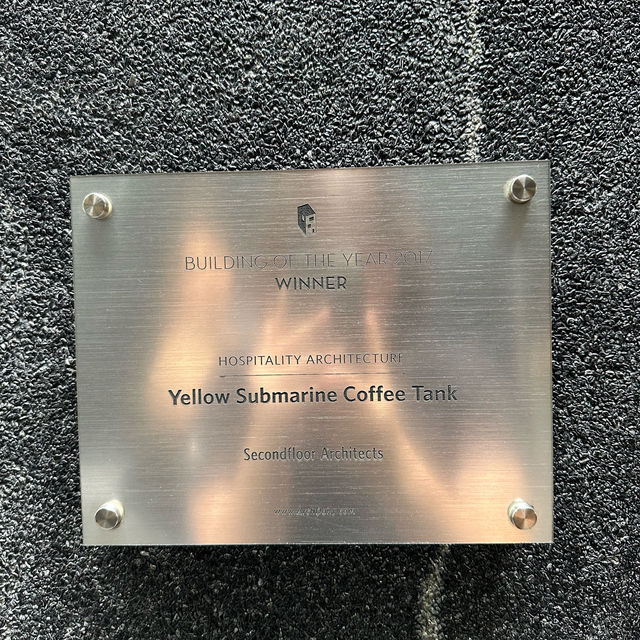 BUILDING OF THE YEAR 2017
WINNER
HOSPITALITY ARCHITECTURE
Yellow Submarine Coffee Tank
Secondfloor Architects